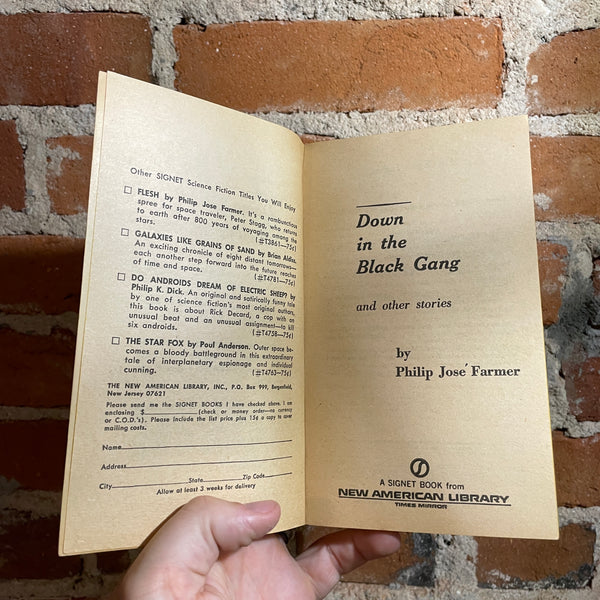 Other SIGNET Science Fiction Titles You Will Enjoy
FLESH by Philip Jose Farmer. It's a rambunctious
spree for space traveler, Peter Stagg, who returns
to earth after 800 years of voyaging among the
stars. (#T3861—75¢)
GALAXIES LIKE GRAINS OF SAND by Brian Aldiss.
An exciting chronicle of eight distant tomorrows—
each another step forward into the future reaches
of time and space. (#T4781—75¢)
DO ANDROIDS DREAM OF ELECTRIC SHEEP? by
Philip K. Dick. An original and satirically funny tale
by one of science fiction's most original authors,
this book is about Rick Decard, a cop with an
unusual beat and an unusual assignment—to kill
six androids. (#T4758—75¢)
THE STAR FOX by Poul Anderson. Outer space be-
comes a bloody battleground in this extraordinary
tale of interplanetary espionage and individual
cunning. (#T4763—75¢)
THE NEW AMERICAN LIBRARY, INC., P.O. Box 999, Bergenfield,
New Jersey 07621
Please send me the SIGNET BOOKS I have checked above. I am
enclosing $ (check or money order—no currency
or C.O.D.'s). Please include the list price plus 15¢ a copy to cover
mailing costs.
Name
Address
City State Zip Code
Allow at least 3 weeks for delivery
Down
in the
Black Gang
and other stories
by
Philip José Farmer
A SIGNET BOOK from
NEW AMERICAN LIBRARY
TIMES MIRROR